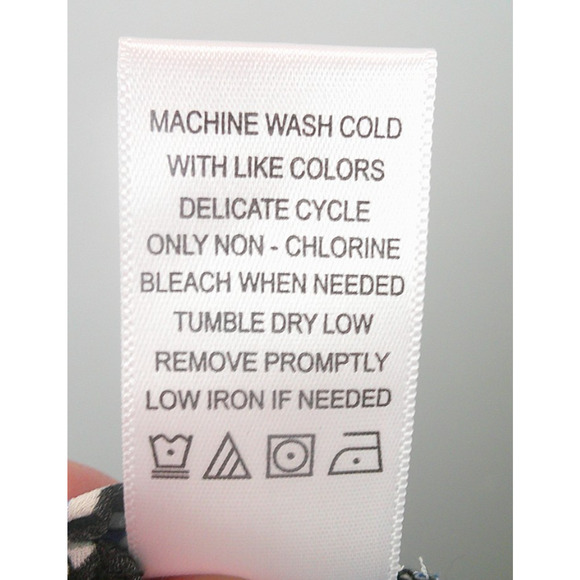 MACHINE WASH COLD
WITH LIKE COLORS
DELICATE CYCLE
ONLY NON - CHLORINE
BLEACH WHEN NEEDED
TUMBLE DRY LOW
REMOVE PROMPTLY
LOW IRON IF NEEDED